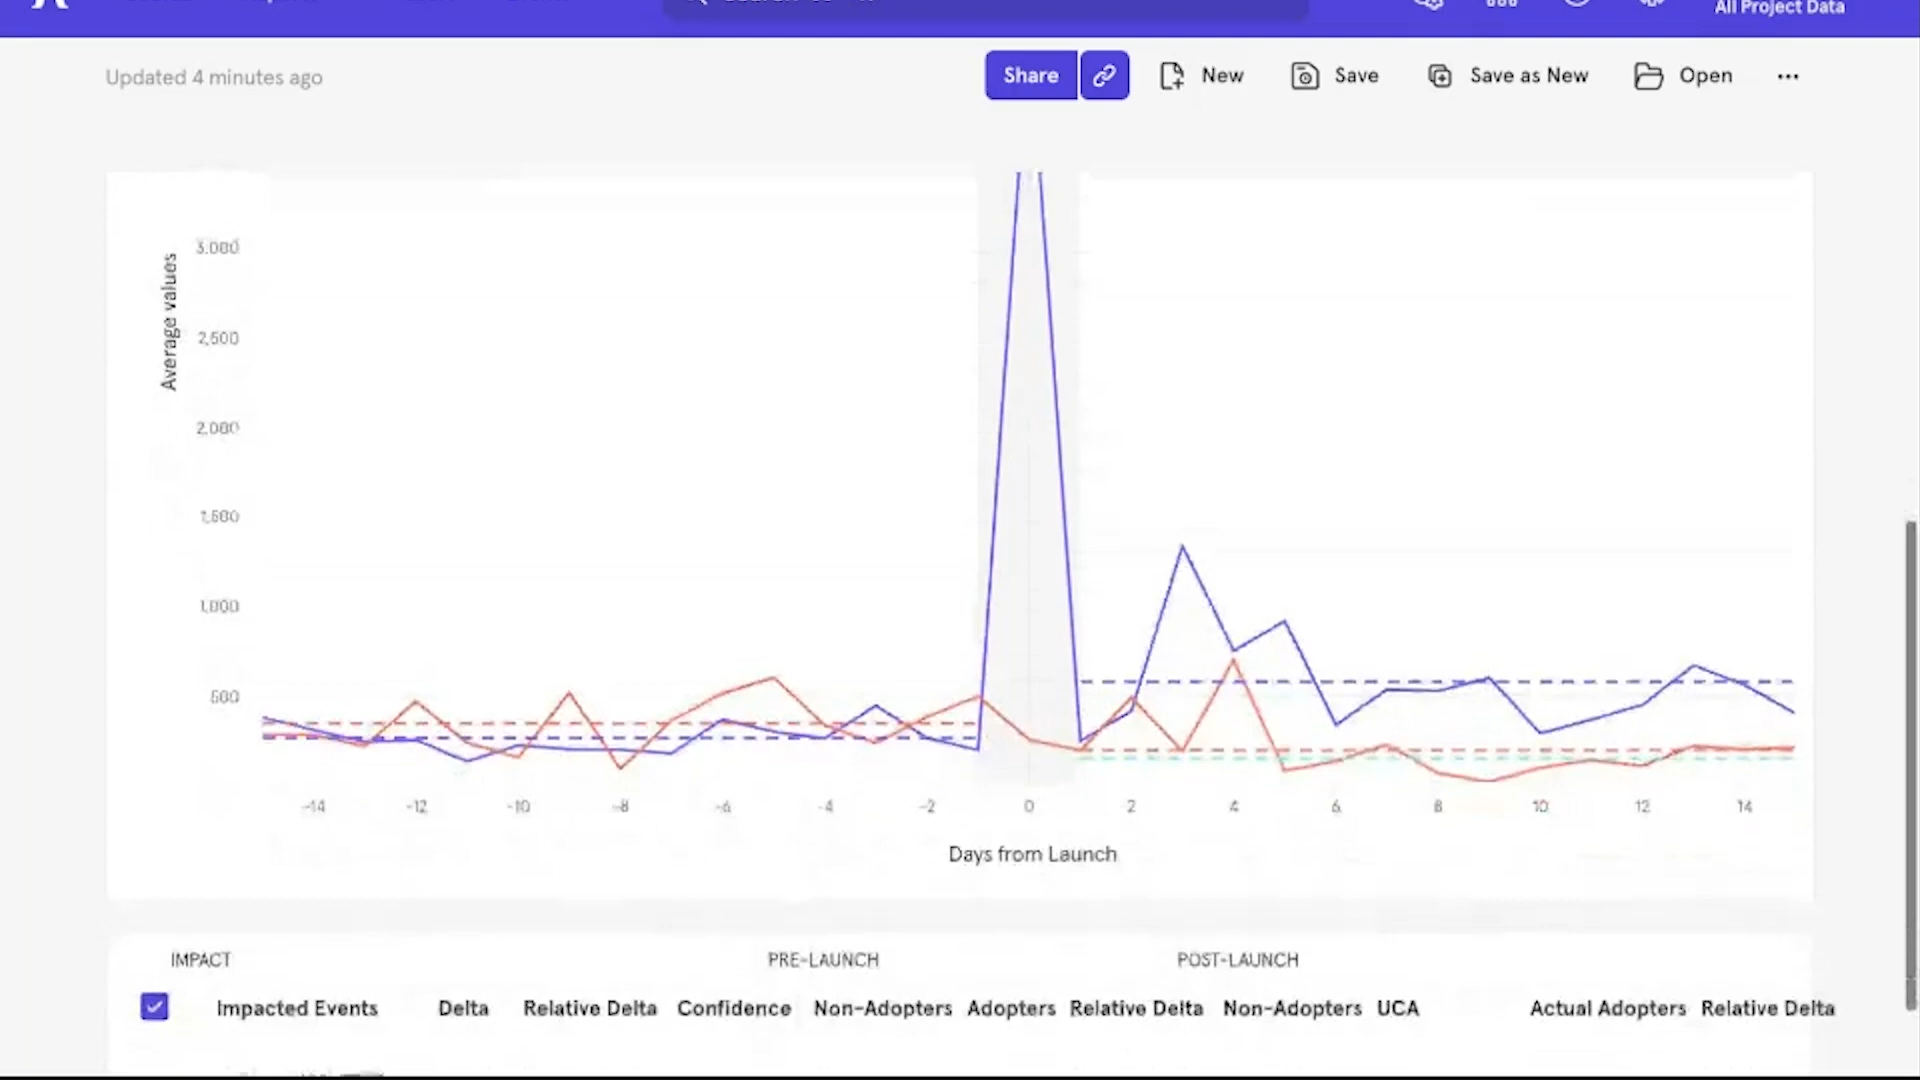 All Project Data
Updated 4 minutes ago
Share
New
Save
Save as New
Open
Average values
3,000
2,500
2,000
1,500
1,000
500
-14 -12 -10 -8 -6 -4 -2 0 2 4 6 8 10 12 14
Days from Launch
IMPACT PRE-LAUNCH POST-LAUNCH
Impacted Events Delta Relative Delta Confidence Non-Adopters Adopters Relative Delta Non-Adopters UCA Actual Adopters Relative Delta